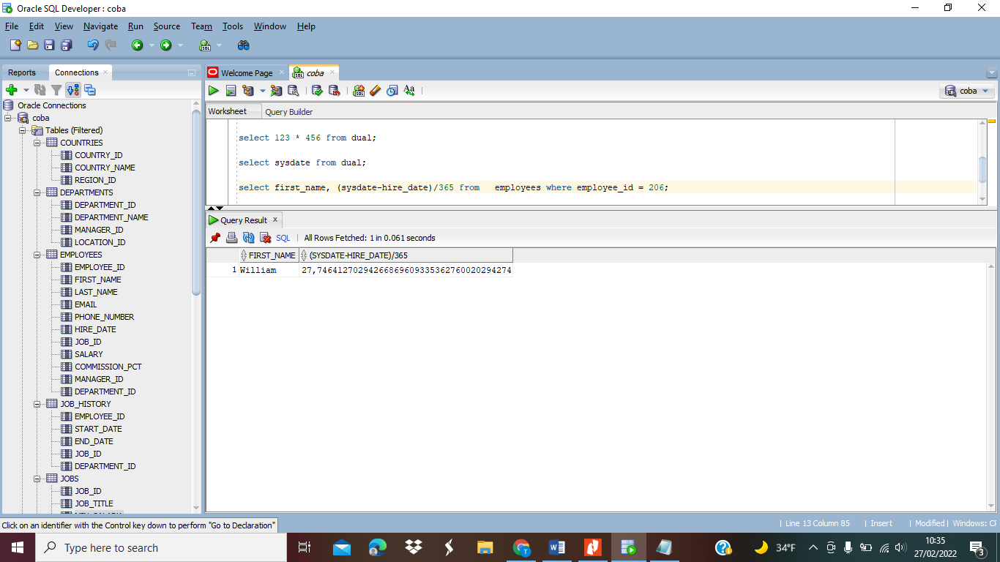 Oracle SQL Developer : coba
File Edit View Navigate Run Source Team Tools Window Help
Reports Connections
Welcome Page coba
coba
Oracle Connections
coba
Tables (Filtered)
COUNTRIES
COUNTRY_ID
COUNTRY_NAME
REGION_ID
DEPARTMENTS
DEPARTMENT_ID
DEPARTMENT_NAME
MANAGER_ID
LOCATION_ID
EMPLOYEES
EMPLOYEE_ID
FIRST_NAME
LAST_NAME
EMAIL
PHONE_NUMBER
HIRE_DATE
JOB_ID
SALARY
COMMISSION_PCT
MANAGER_ID
DEPARTMENT_ID
JOB_HISTORY
EMPLOYEE_ID
START_DATE
END_DATE
JOB_ID
DEPARTMENT_ID
JOBS
JOB_ID
JOB_TITLE
Worksheet Query Builder
select 123 * 456 from dual;
select sysdate from dual;
select first_name, (sysdate-hire_date)/365 from employees where employee_id = 206;
Query Result
SQL | All Rows Fetched: 1 in 0.061 seconds
FIRST_NAME (SYSDATE-HIRE_DATE)/365
1 William 27,7464127029426686960933536276002029427​4
Click on an identifier with the Control key down to perform "Go to Declaration"
| Line 13 Column 85 | Insert | Modified | Windows: CF
Type here to search
34°F
10:35
27/02/2022
3